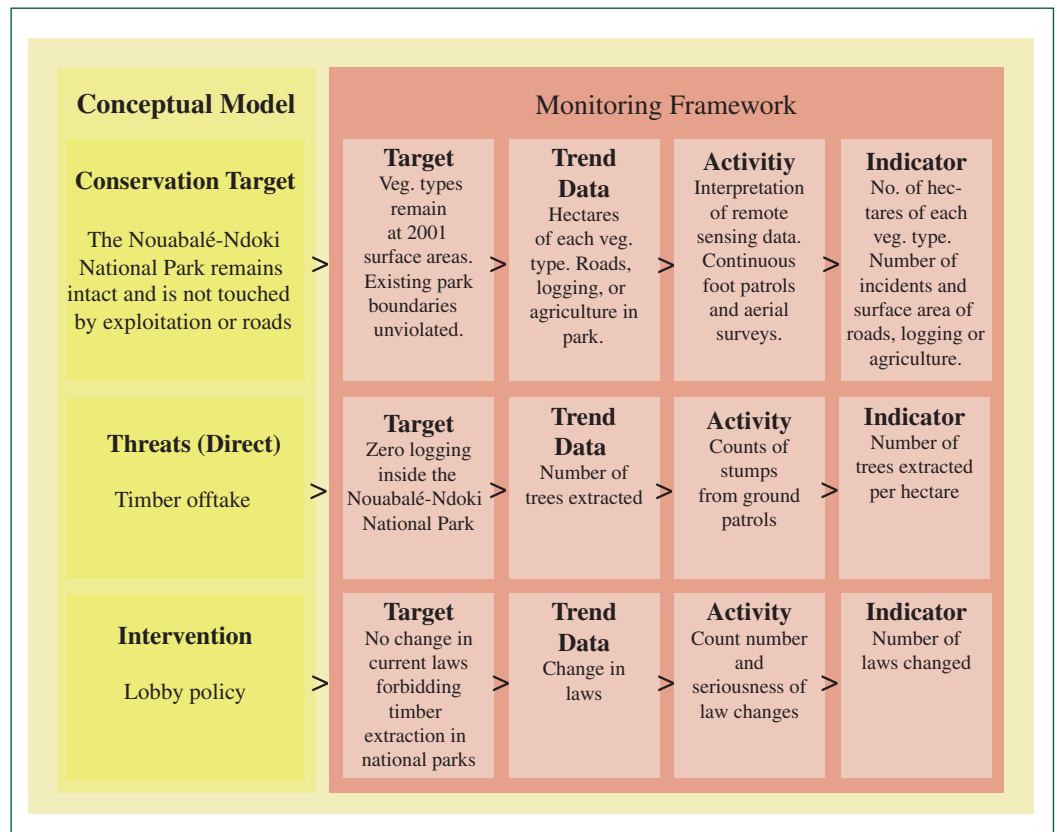 Conceptual Model
Monitoring Framework
Conservation Target
The Nouabalé-Ndoki
National Park remains
intact and is not touched
by exploitation or roads
>
Target
Veg. types
remain
at 2001
surface areas.
Existing park
boundaries
unviolated.
>
Trend
Data
Hectares
of each veg.
type. Roads,
logging, or
agriculture in
park.
>
Activitiy
Interpretation
of remote
sensing data.
Continuous
foot patrols
and aerial
surveys.
>
Indicator
No. of hec-
tares of each
veg. type.
Number of
incidents and
surface area of
roads, logging or
agriculture.
Threats (Direct)
Timber offtake
>
Target
Zero logging
inside the
Nouabalé-Ndoki
National Park
>
Trend
Data
Number of
trees extracted
>
Activity
Counts of
stumps
from ground
patrols
>
Indicator
Number of
trees extracted
per hectare
Intervention
Lobby policy
>
Target
No change in
current laws
forbidding
timber
extraction in
national parks
>
Trend
Data
Change in
laws
>
Activity
Count number
and
seriousness of
law changes
>
Indicator
Number of
laws changed